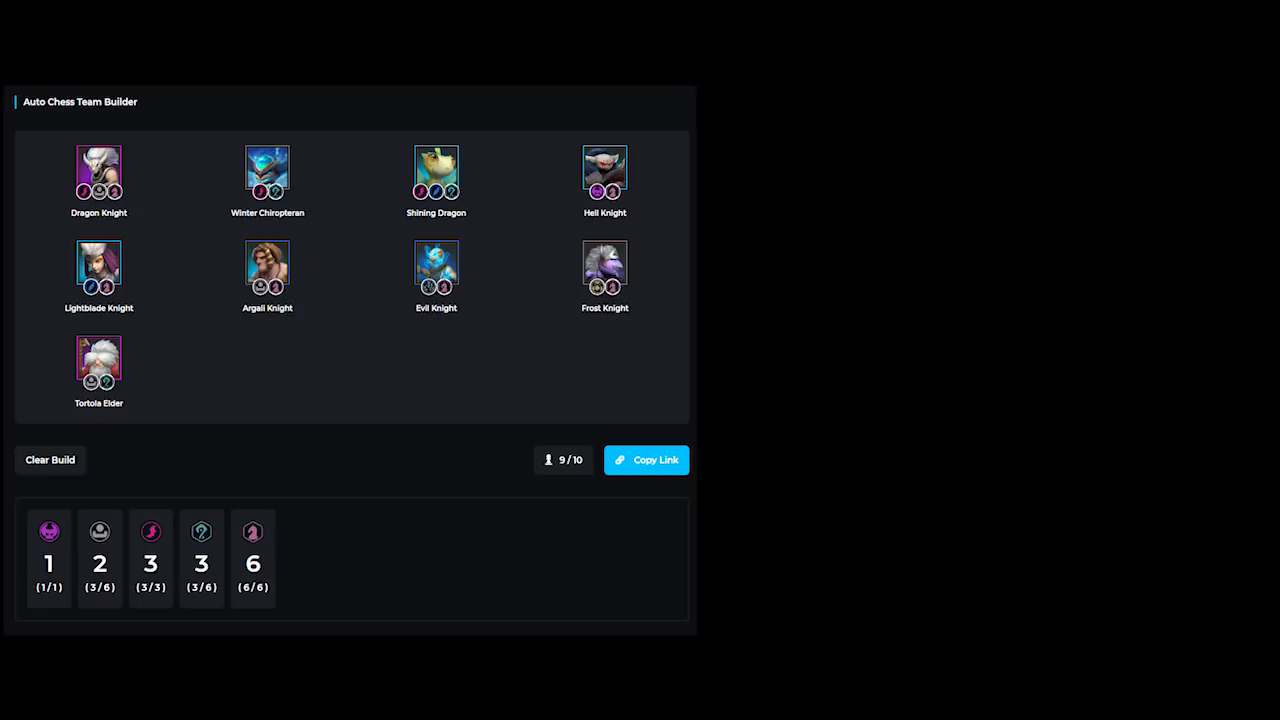 Auto Chess Team Builder
Dragon Knight
Winter Chiropteran
Shining Dragon
Hell Knight
Lightblade Knight
Argali Knight
Evil Knight
Frost Knight
Tortola Elder
Clear Build
9 / 10
Copy Link
1 2 3 3 6
(1/1) (3/6) (3/3) (3/6) (6/6)